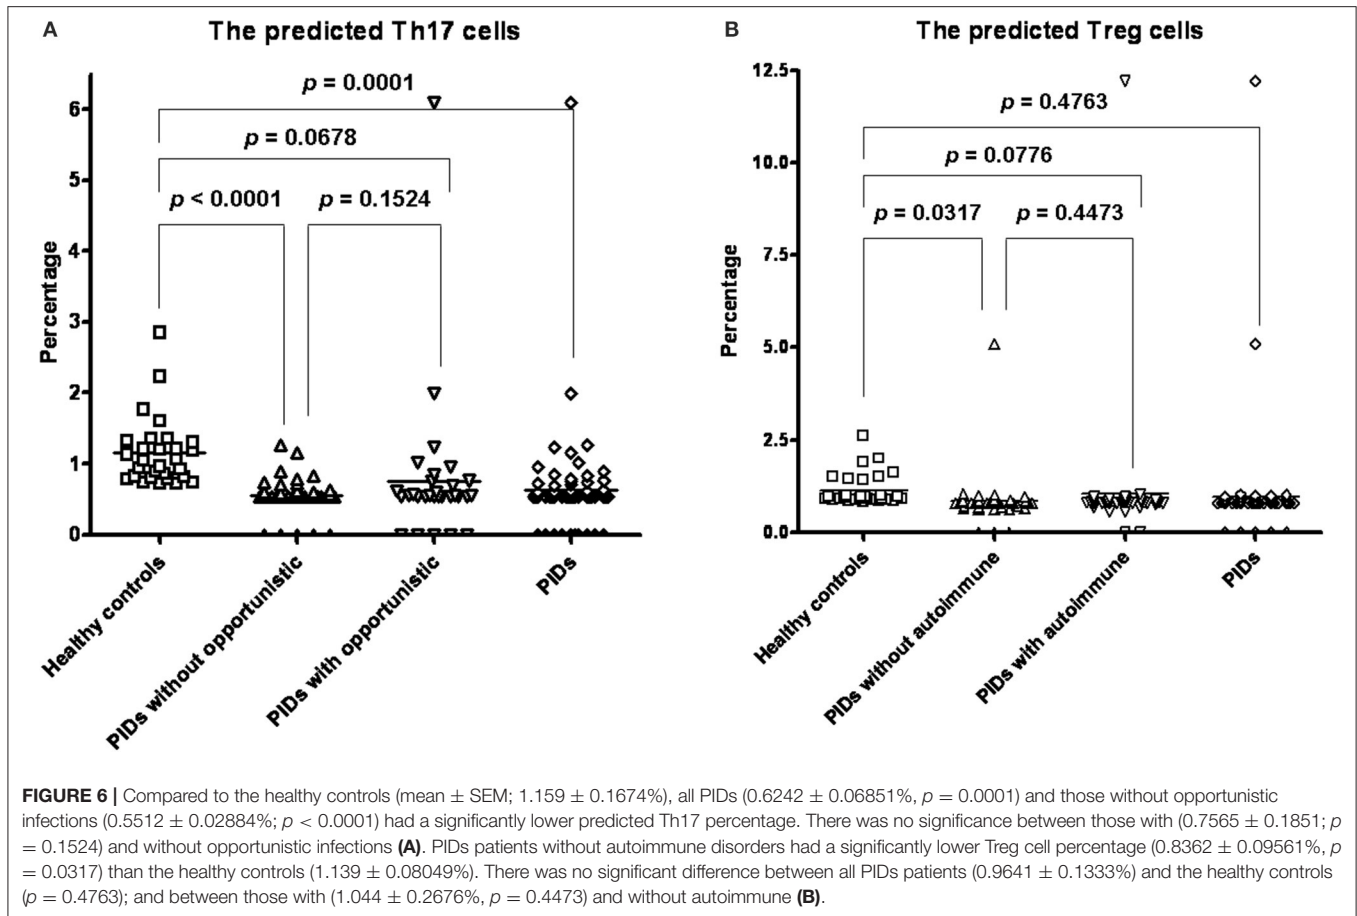 A
The predicted Th17 cells
p = 0.0001
6
p = 0.0678
5
p < 0.0001
p = 0.1524
4
Percentage
3
2
1
0
Healthy controls
PIDs without opportunistic
PIDs with opportunistic
PIDs
B
The predicted Treg cells
12.5
p = 0.4763
10.0
p = 0.0776
p = 0.0317
p = 0.4473
7.5
Percentage
5.0
2.5
0.0
Healthy controls
PIDs without autoimmune
PIDs with autoimmune
PIDs
FIGURE 6 | Compared to the healthy controls (mean ± SEM; 1.159 ± 0.1674%), all PIDs (0.6242 ± 0.06851%, p = 0.0001) and those without opportunistic
infections (0.5512 ± 0.02884%; p < 0.0001) had a significantly lower predicted Th17 percentage. There was no significance between those with (0.7565 ± 0.1851; p
= 0.1524) and without opportunistic infections (A). PIDs patients without autoimmune disorders had a significantly lower Treg cell percentage (0.8362 ± 0.09561%, p
= 0.0317) than the healthy controls (1.139 ± 0.08049%). There was no significant difference between all PIDs patients (0.9641 ± 0.1333%) and the healthy controls
(p = 0.4763); and between those with (1.044 ± 0.2676%, p = 0.4473) and without autoimmune (B).